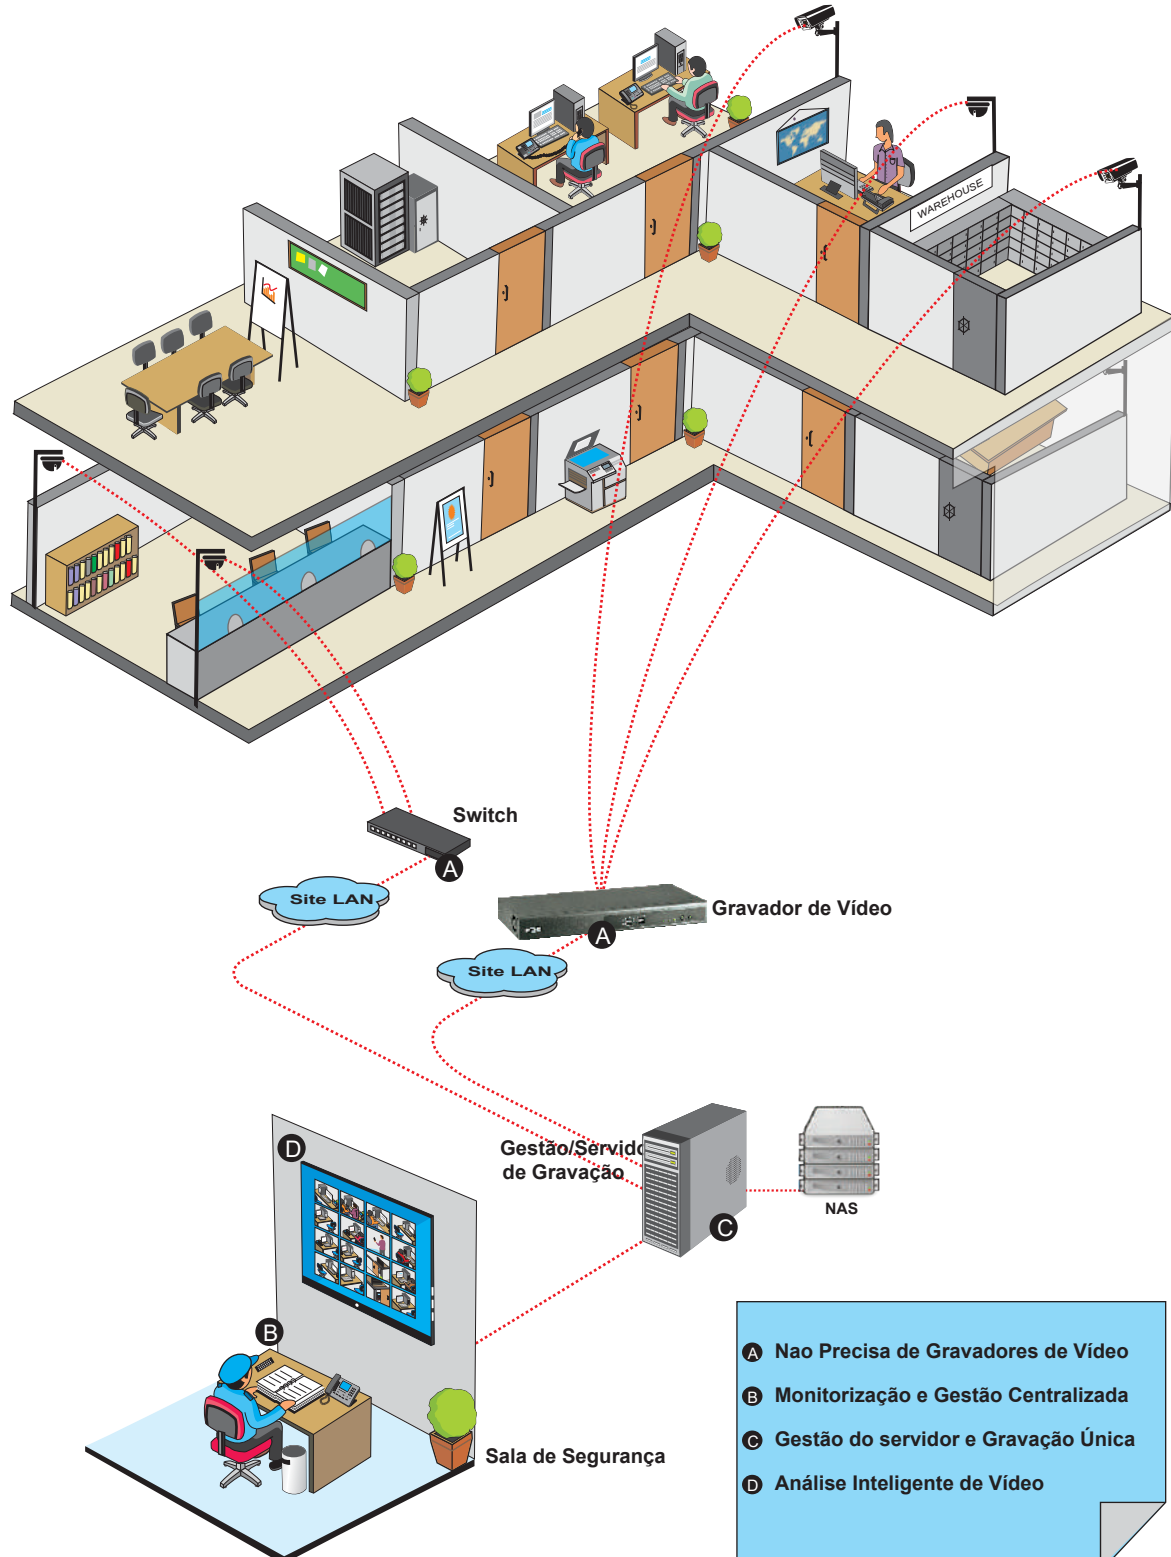 WAREHOUSE
Switch
A
Site LAN
Gravador de Vídeo
A
Site LAN
Gestão/Servido
de Gravação
C
NAS
D
B
Sala de Segurança
A Nao Precisa de Gravadores de Vídeo
B Monitorização e Gestão Centralizada
C Gestão do servidor e Gravação Única
D Análise Inteligente de Vídeo